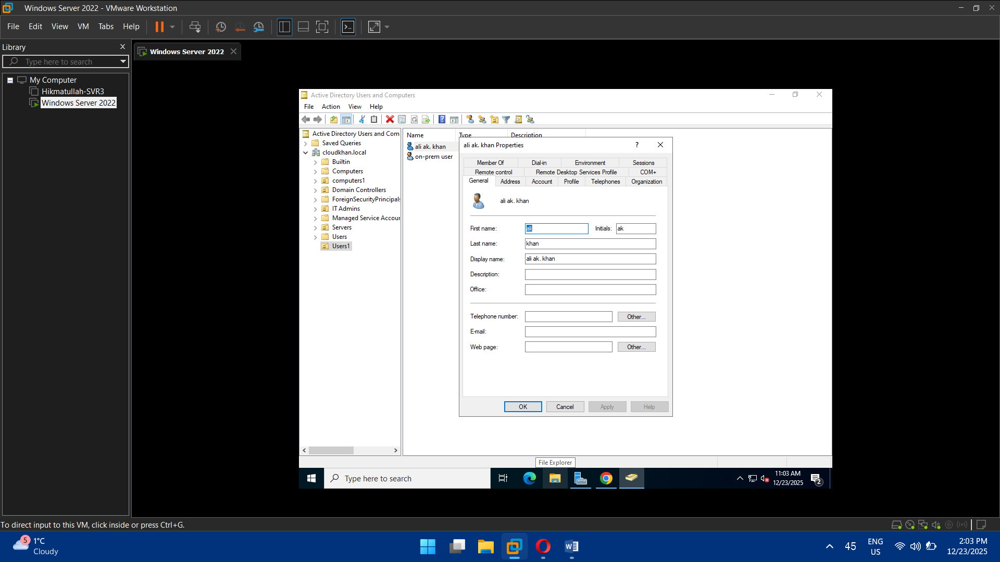 Windows Server 2022 - VMware Workstation
File Edit View VM Tabs Help
Library
Type here to search
My Computer
Hikmatullah-SVR3
Windows Server 2022
Windows Server 2022
Active Directory Users and Computers
File Action View Help
Active Directory Users and Com
Saved Queries
cloudkhan.local
Builtin
Computers
computers1
Domain Controllers
ForeignSecurityPrincipals
IT Admins
Managed Service Accour
Servers
Users
Users1
Name Type Description
ali ak. khan
on-prem user
ali ak. khan Properties
?
Member Of Dial-in Environment Sessions
Remote control Remote Desktop Services Profile COM+
General Address Account Profile Telephones Organization
ali ak. khan
First name: ali Initials: ak
Last name: khan
Display name: ali ak. khan
Description:
Office:
Telephone number: Other...
E-mail:
Web page: Other...
OK Cancel Apply Help
File Explorer
Type here to search
11:03 AM
12/23/2025
2
To direct input to this VM, click inside or press Ctrl+G.
5
1°C
Cloudy
45
ENG
US
2:03 PM
12/23/2025